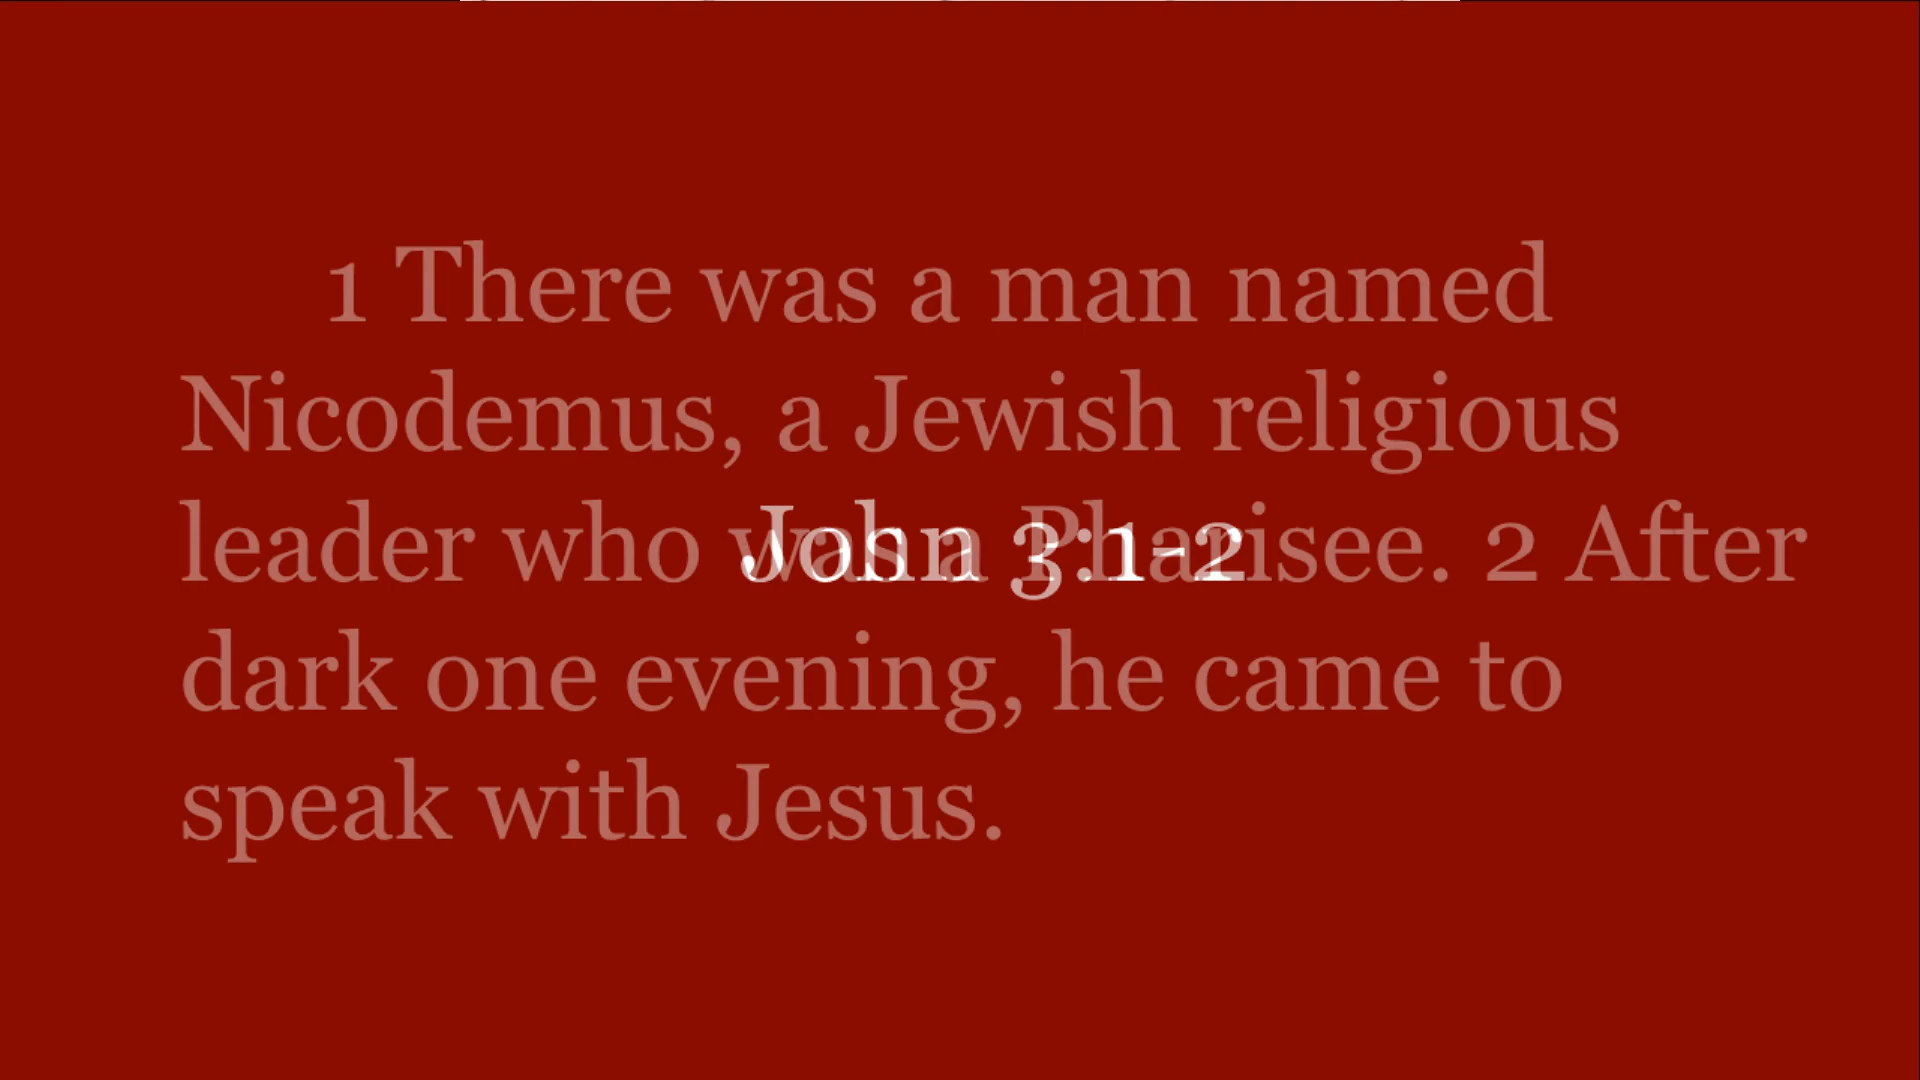 1 There was a man named
Nicodemus, a Jewish religious
leader who was a Pharisee. 2 After
John 3:1-2
dark one evening, he came to
speak with Jesus.